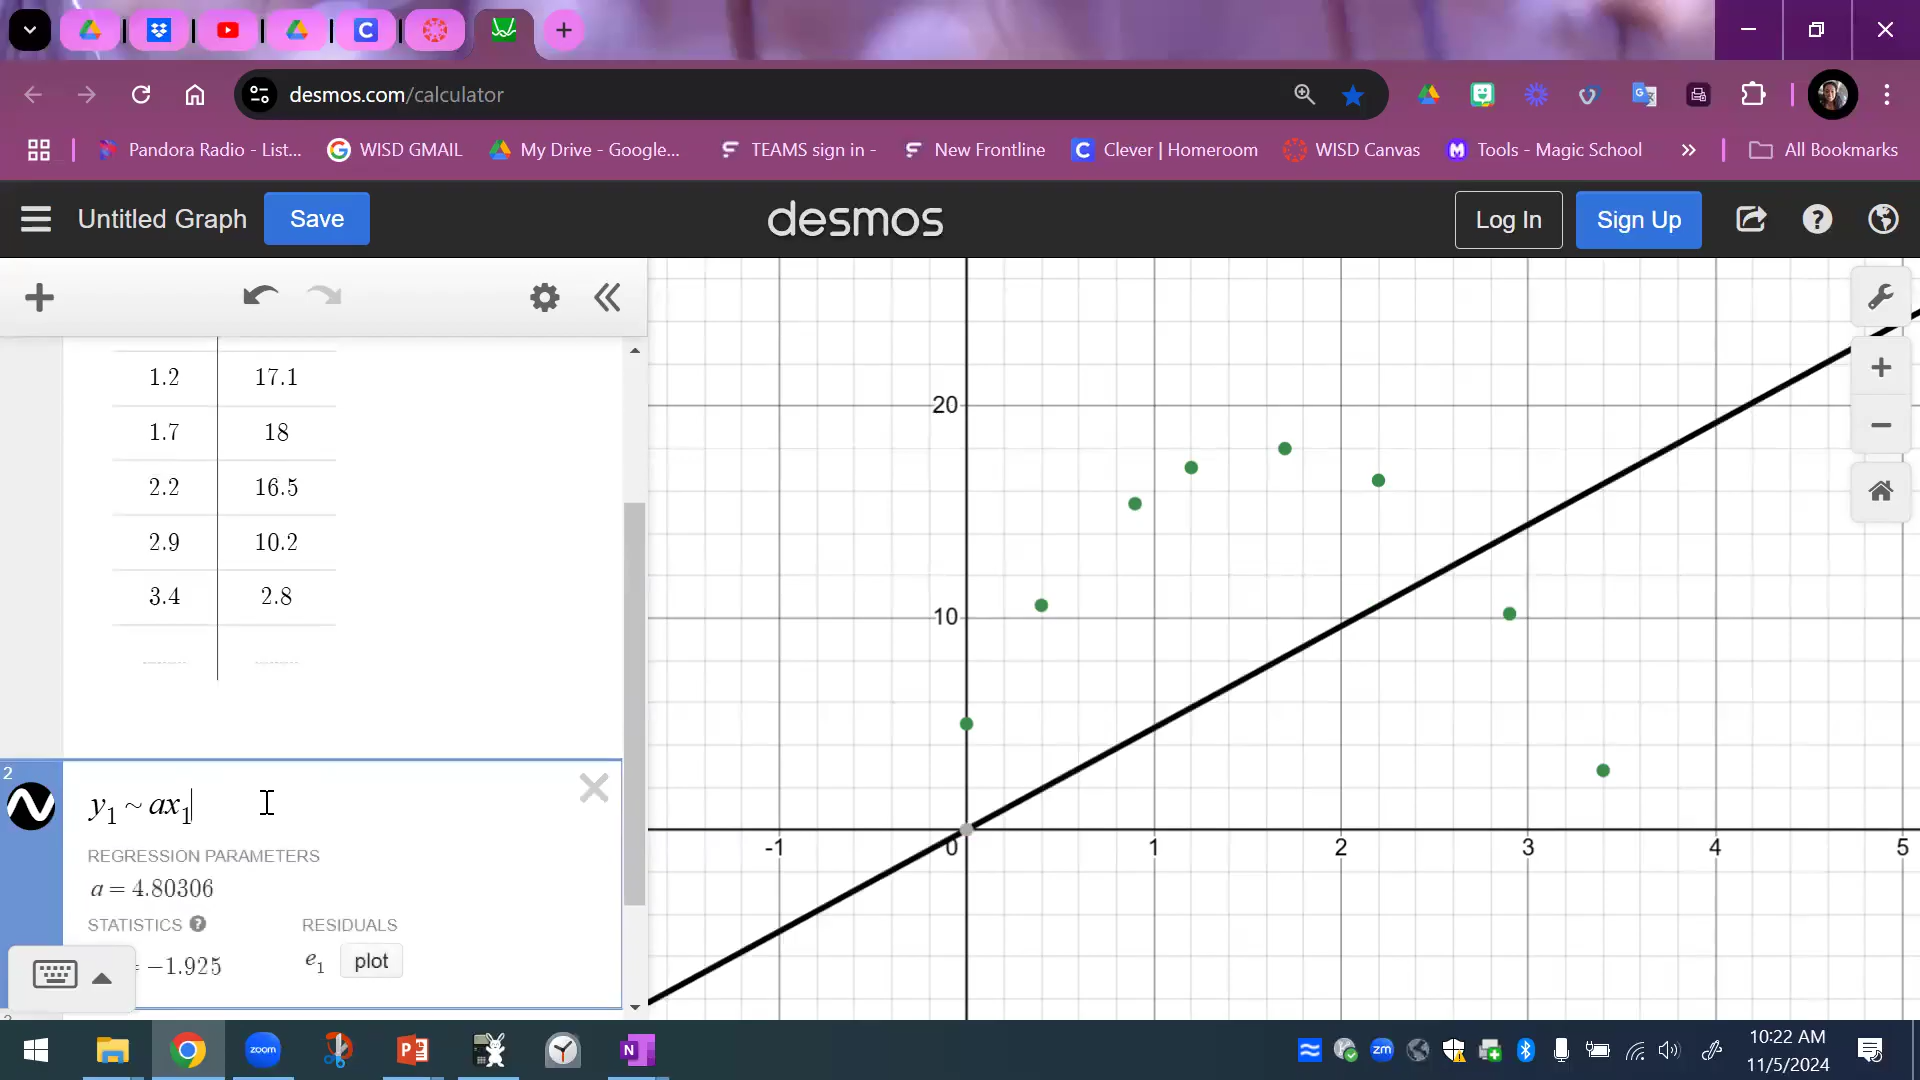 desmos.com/calculator
Pandora Radio - List...
WISD GMAIL
My Drive - Google...
TEAMS sign in -
New Frontline
Clever | Homeroom
WISD Canvas
Tools - Magic School
All Bookmarks
Untitled Graph
Save
desmos
Log In
Sign Up
1.2 17.1
1.7 18
2.2 16.5
2.9 10.2
3.4 2.8
2
y₁ ~ ax₁
REGRESSION PARAMETERS
a = 4.80306
STATISTICS
RESIDUALS
= −1.925
e₁ plot
20
10
-1 0 1 2 3 4 5
zoom
zm
10:22 AM
11/5/2024